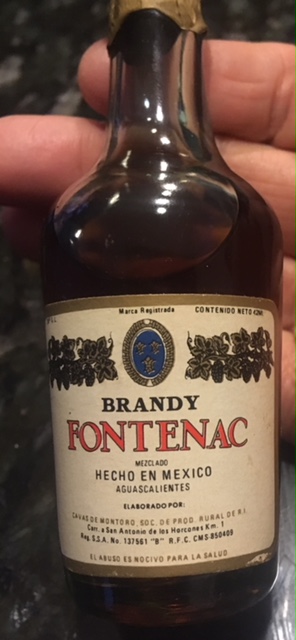 Marca Registrada
CONTENIDO NETO 42Ml
BRANDY
FONTENAC
MEZCLADO
HECHO EN MEXICO
AGUASCALIENTES
ELABORADO POR:
CAVAS DE MONTORO, SOC. DE PROD. RURAL DE R.I.
Carr. a San Antonio de los Horcones Km. 1
Reg. S.S.A. No. 137561 "B" R.F.C. CMS-850409
EL ABUSO ES NOCIVO PARA LA SALUD